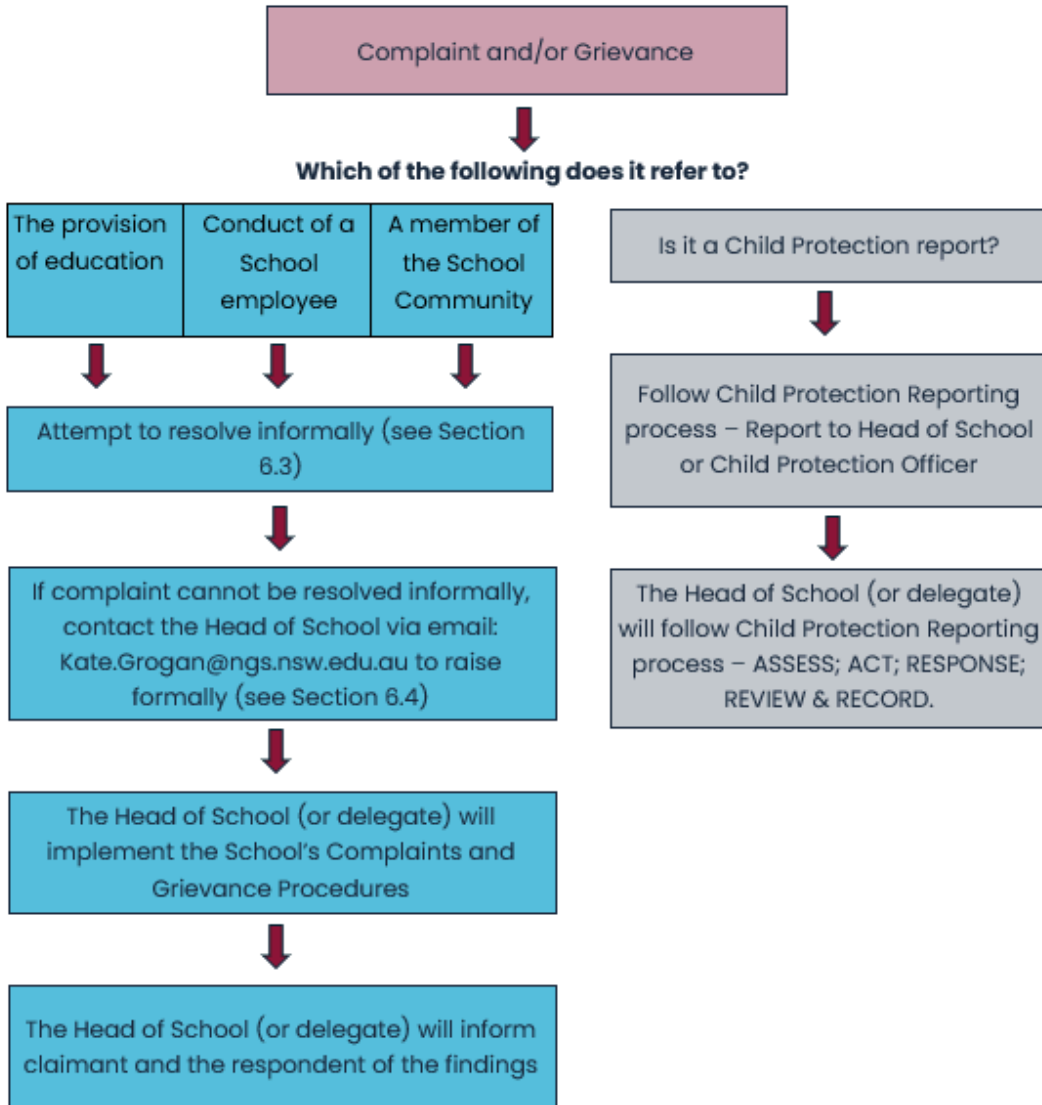 Complaint and/or Grievance
Which of the following does it refer to?
The provision
of education
Conduct of a
School
employee
A member of
the School
Community
Attempt to resolve informally (see Section
6.3)
If complaint cannot be resolved informally,
contact the Head of School via email:
Kate.Grogan@ngs.nsw.edu.au to raise
formally (see Section 6.4)
The Head of School (or delegate) will
implement the School's Complaints and
Grievance Procedures
The Head of School (or delegate) will inform
claimant and the respondent of the findings
Is it a Child Protection report?
Follow Child Protection Reporting
process – Report to Head of School
or Child Protection Officer
The Head of School (or delegate)
will follow Child Protection Reporting
process – ASSESS; ACT; RESPONSE;
REVIEW & RECORD.